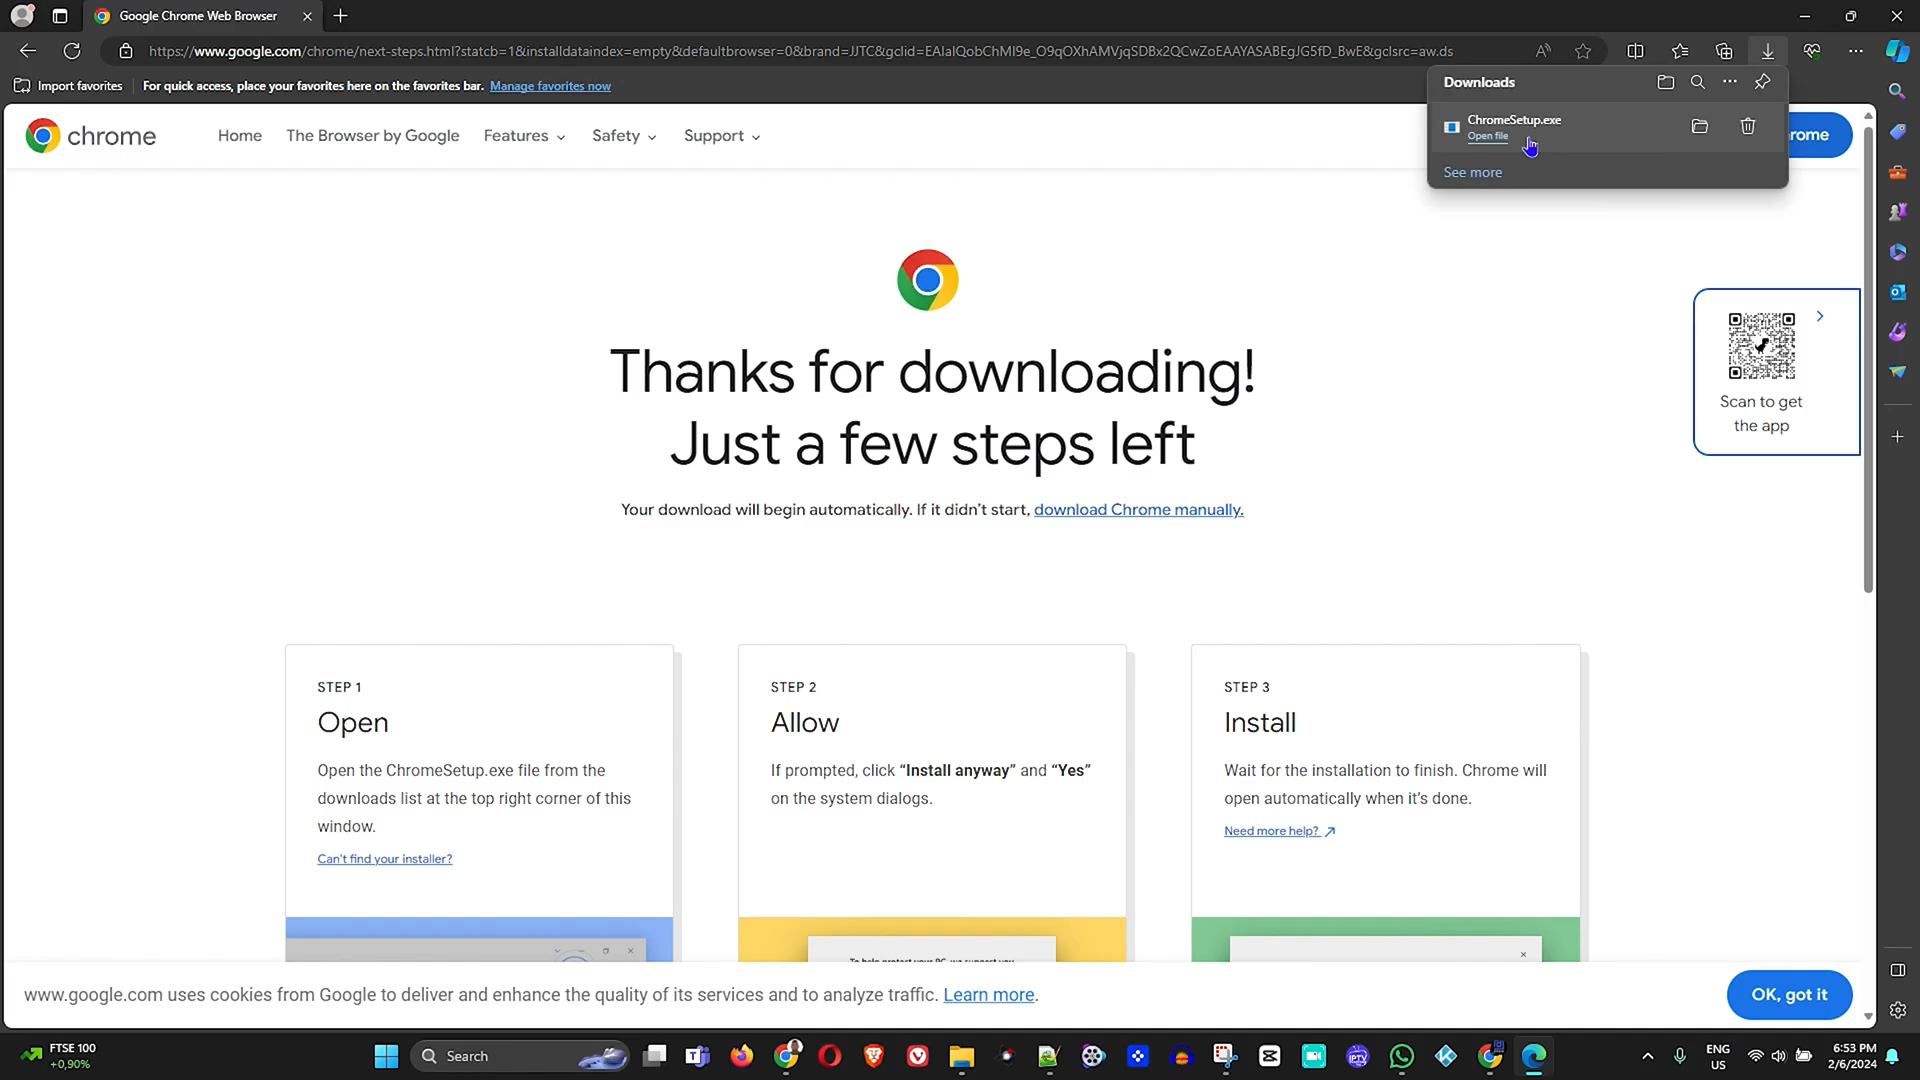 Google Chrome Web Browser
https://www.google.com/chrome/next-steps.html?statcb=1&installdataindex=empty&defaultbrowser=0&brand=JJTC&gclid=EAIaIQobChMI9e_O9qOXhAMVjqSDBx2QCwZoEAAYASABEgJG5fD_BwE&gclsrc=aw.ds
Import favorites
For quick access, place your favorites here on the favorites bar. Manage favorites now
Downloads
ChromeSetup.exe
Open file
See more
chrome
Home
The Browser by Google
Features
Safety
Support
rome
Thanks for downloading!
Just a few steps left
Your download will begin automatically. If it didn't start, download Chrome manually.
Scan to get
the app
STEP 1
Open
Open the ChromeSetup.exe file from the
downloads list at the top right corner of this
window.
Can't find your installer?
STEP 2
Allow
If prompted, click “Install anyway” and “Yes”
on the system dialogs.
STEP 3
Install
Wait for the installation to finish. Chrome will
open automatically when it’s done.
Need more help?
www.google.com uses cookies from Google to deliver and enhance the quality of its services and to analyze traffic. Learn more.
OK, got it
FTSE 100
+0,90%
Search
IPTV
ENG
US
6:53 PM
2/6/2024